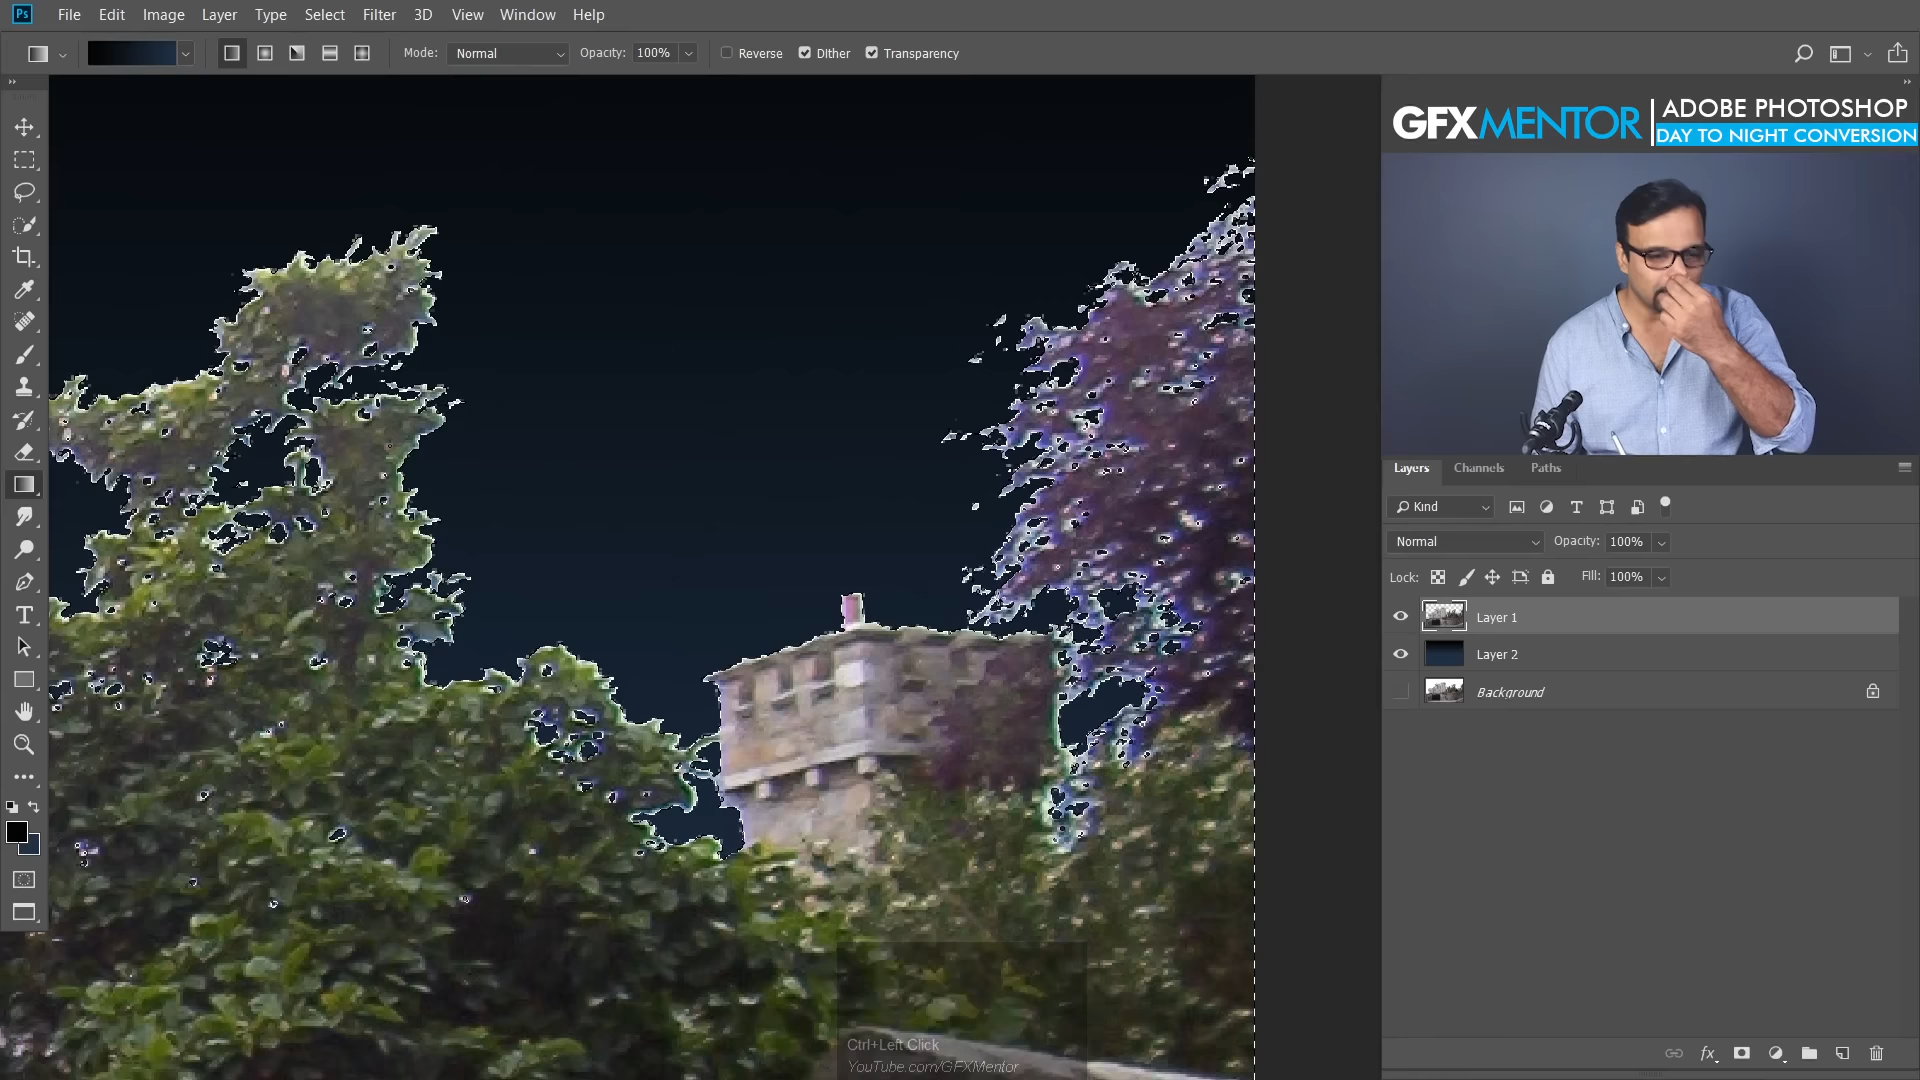 Ps File Edit Image Layer Type Select Filter 3D View Window Help
Mode: Normal Opacity: 100% Reverse Dither Transparency
GFXMENTOR ADOBE PHOTOSHOP
DAY TO NIGHT CONVERSION
Layers Channels Paths
Kind
Normal Opacity: 100%
Lock: Fill: 100%
Layer 1
Layer 2
Background
fx
Ctrl+Left Click
YouTube.com/GFXMentor